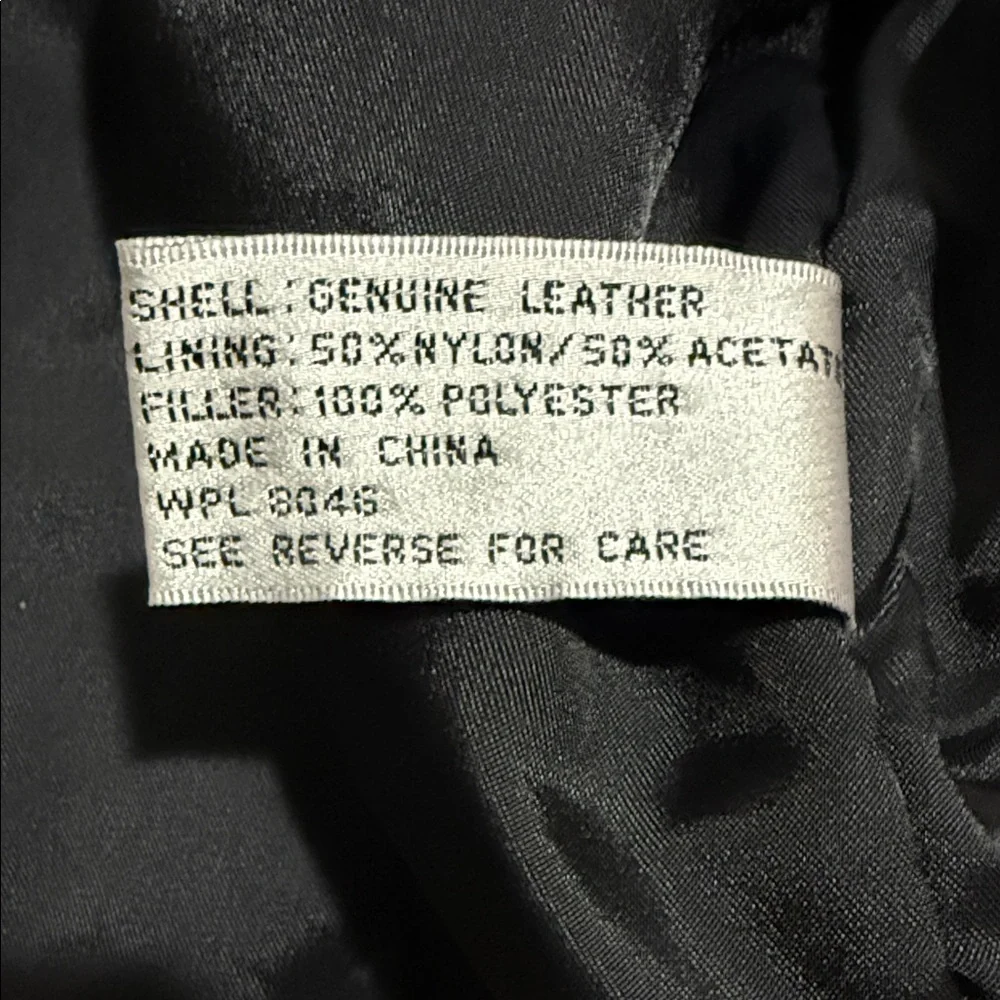 SHELL:GENUINE LEATHER
LINING:50%NYLON/50% ACETATE
FILLER:100% POLYESTER
MADE IN CHINA
WPL 8046
SEE REVERSE FOR CARE